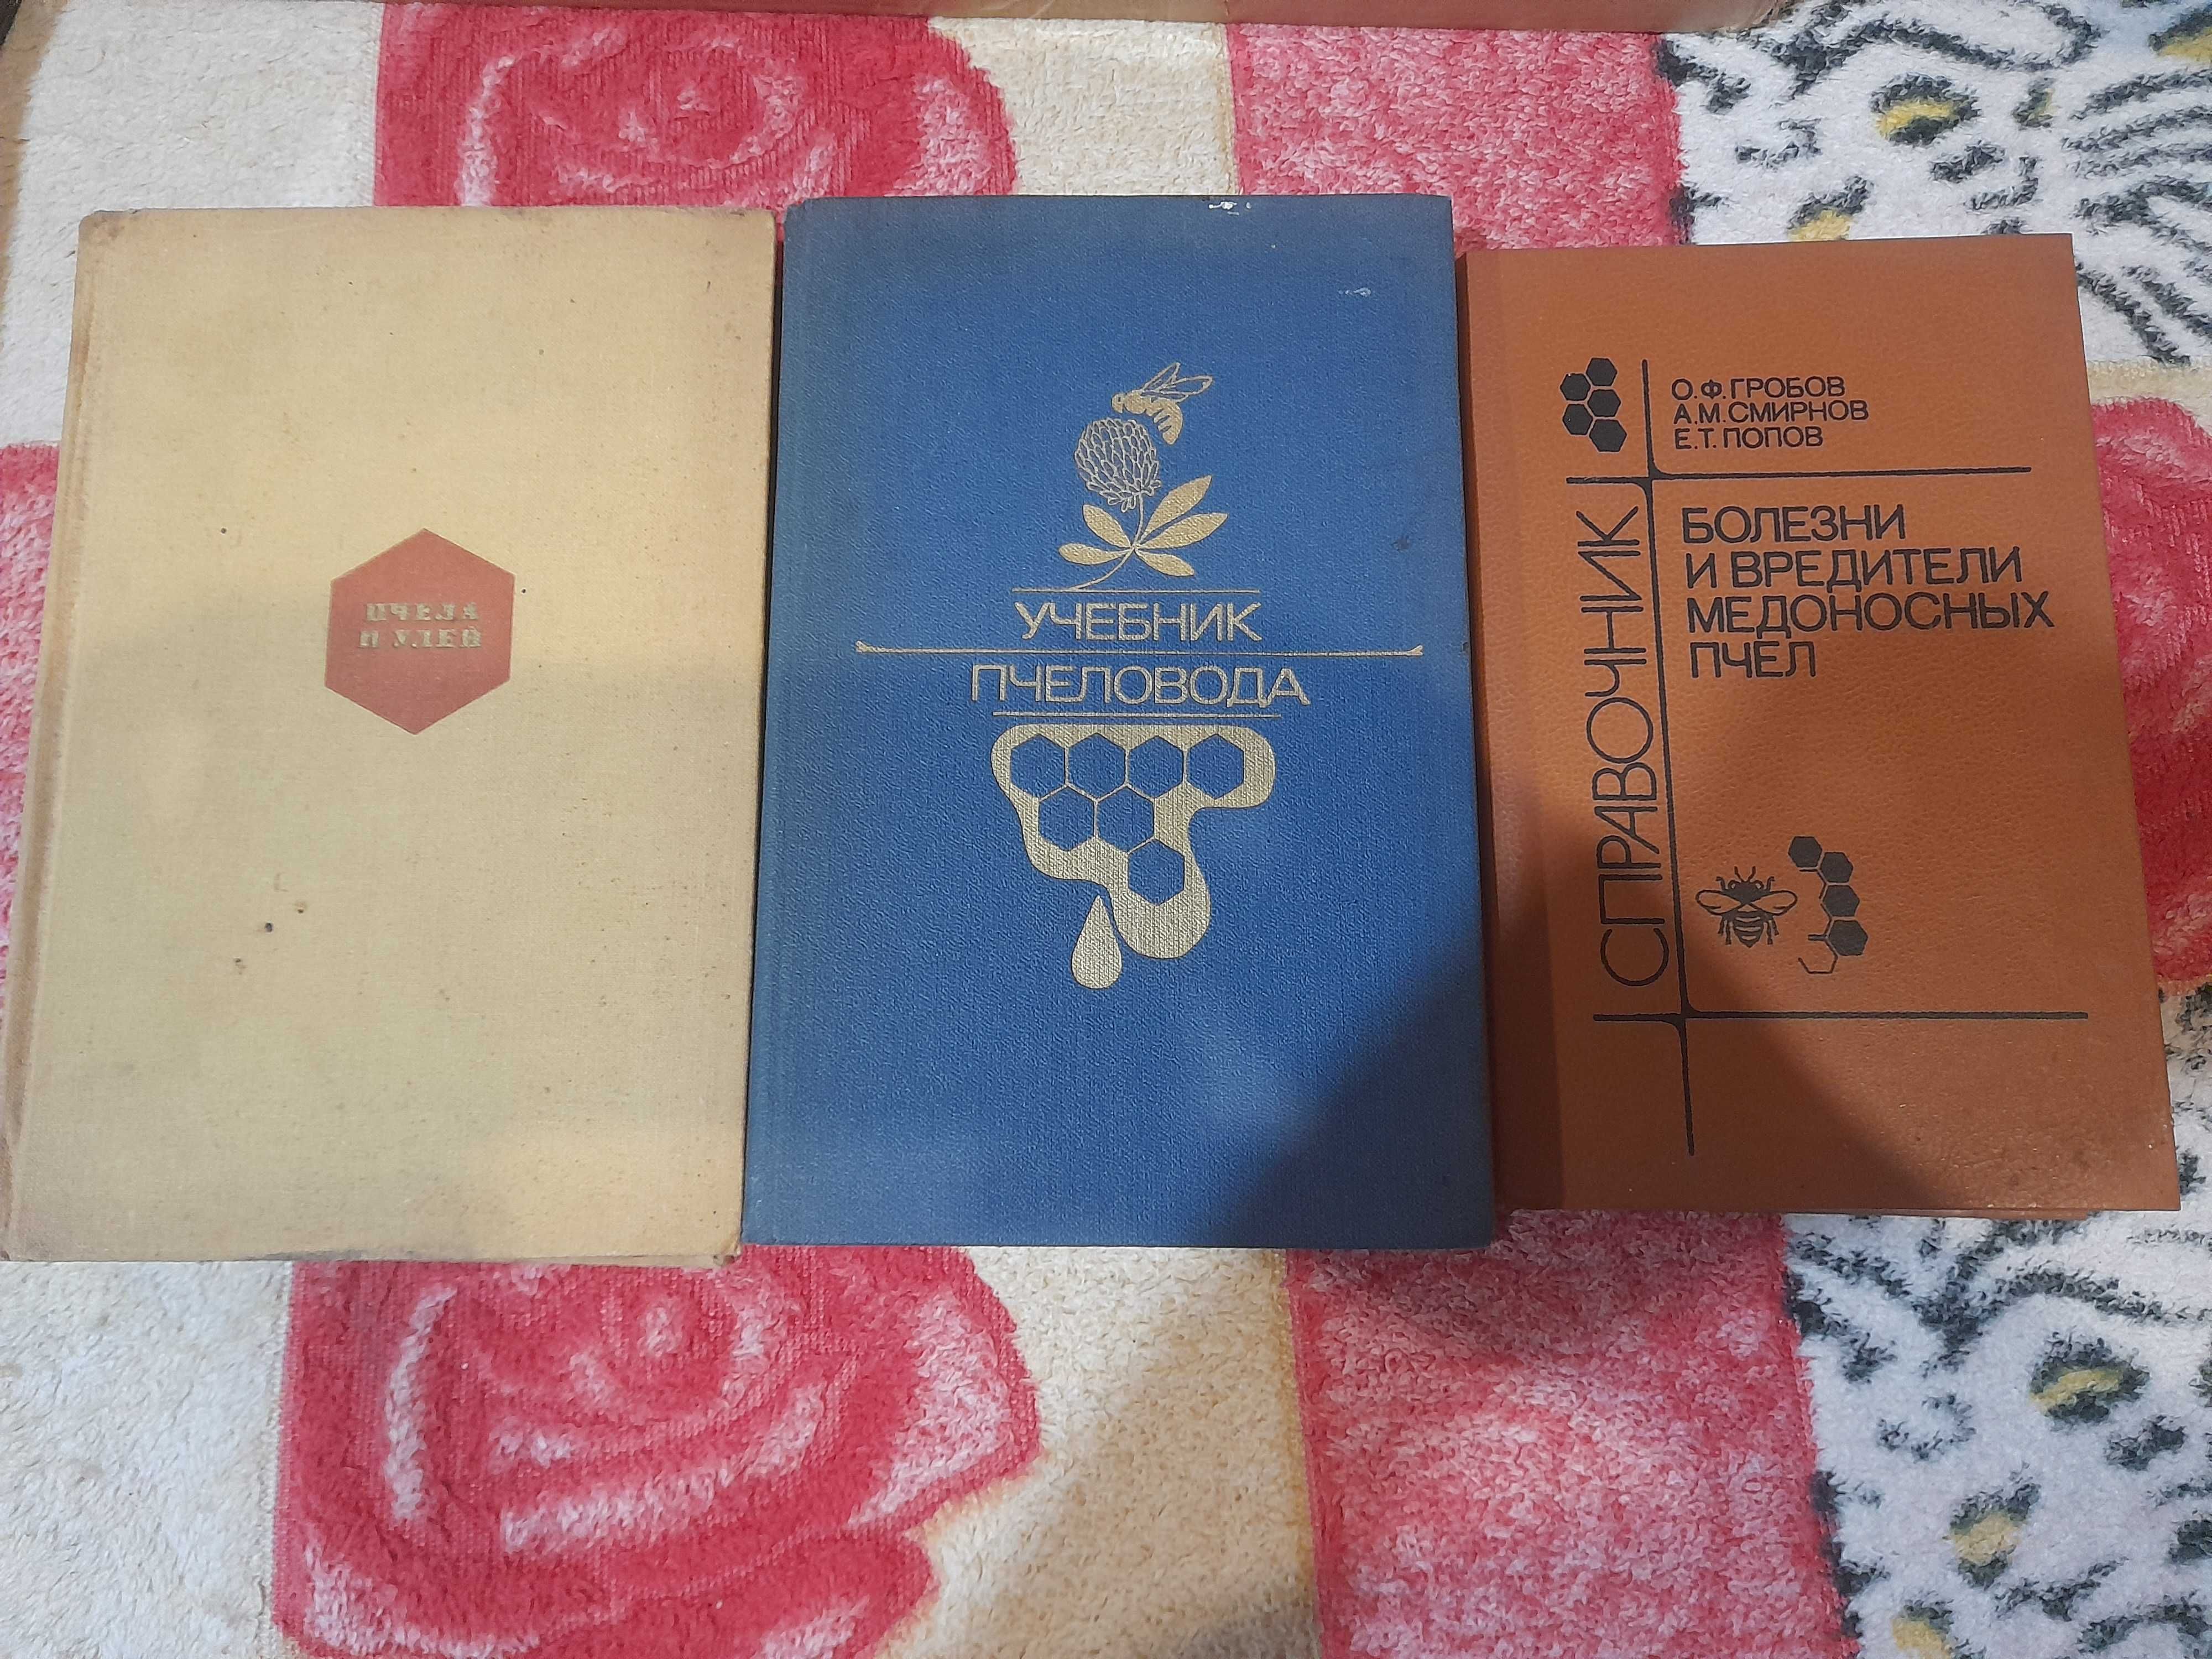 ПЧЕЛА
И УЛЕЙ
УЧЕБНИК
ПЧЕЛОВОДА
О.Ф.ГРОБОВ
А.М.СМИРНОВ
Е.Т.ПОПОВ
СПРАВОЧНИК
БОЛЕЗНИ
И ВРЕДИТЕЛИ
МЕДОНОСНЫХ
ПЧЕЛ